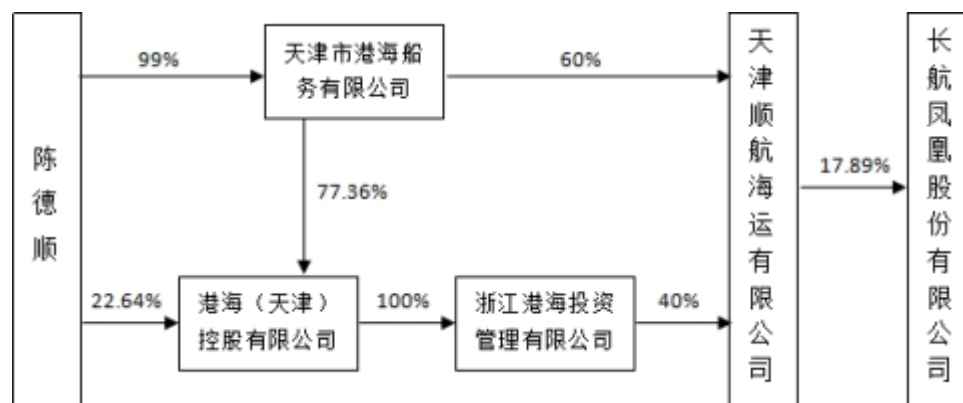 陈德顺
99%
天津市港海船
务有限公司
60%
77.36%
22.64%
港海（天津）
控股有限公司
100%
浙江港海投资
管理有限公司
40%
天津顺航海运有限公司
17.89%
长航凤凰股份有限公司